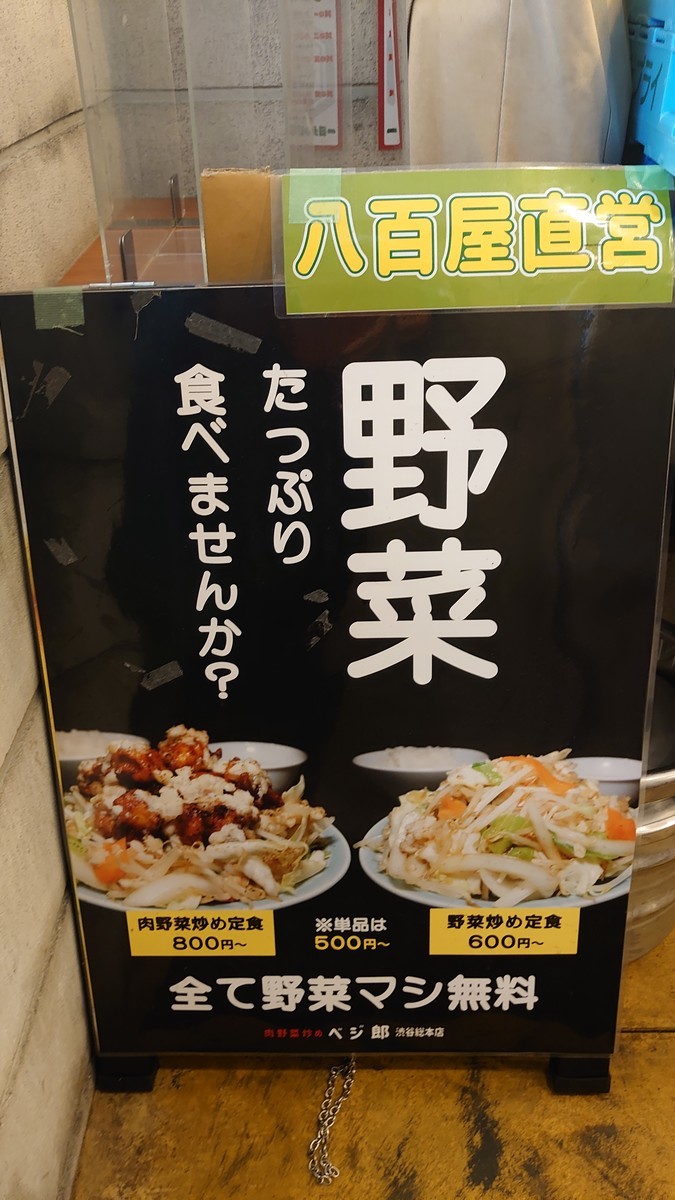 八百屋直営
野菜
たっぷり
食べませんか?
肉野菜炒め定食
800円～
※単品は
500円～
野菜炒め定食
600円～
全て野菜マシ無料
肉野菜炒め ベジ郎 渋谷総本店